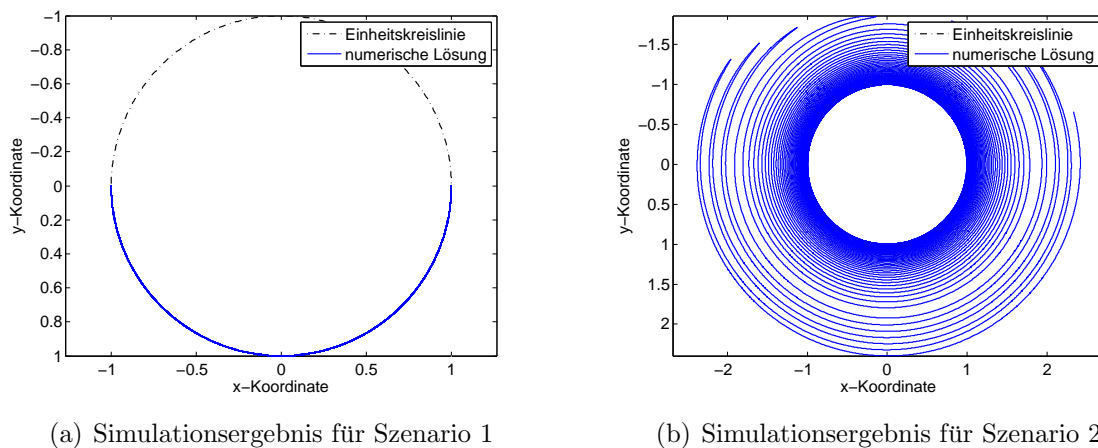 −1
−0.8
−0.6
−0.4
−0.2
0
0.2
0.4
0.6
0.8
1
y−Koordinate
−1
−0.5
0
0.5
1
x−Koordinate
Einheitskreislinie
numerische Lösung
(a) Simulationsergebnis für Szenario 1
−1.5
−1
−0.5
0
0.5
1
1.5
2
y−Koordinate
−2
−1
0
1
2
x−Koordinate
Einheitskreislinie
numerische Lösung
(b) Simulationsergebnis für Szenario 2